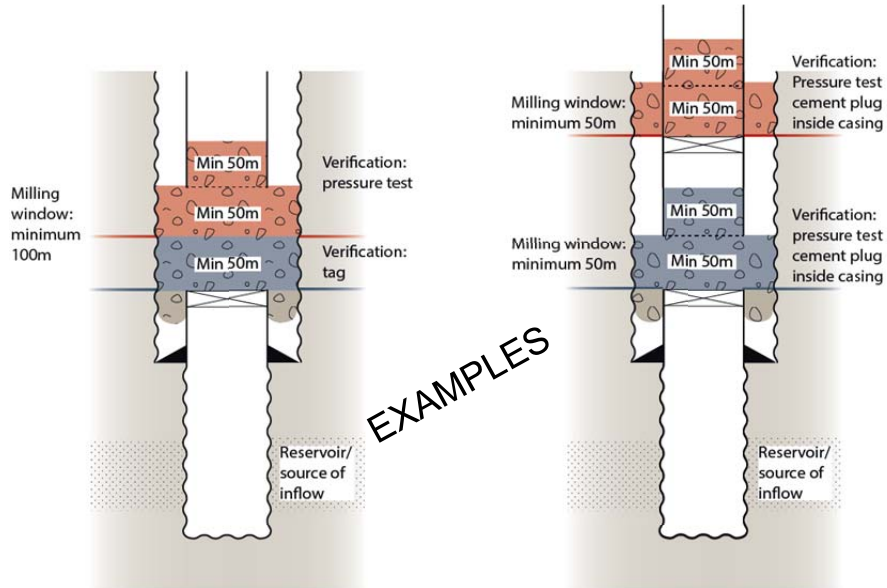 Min 50m
Verification:
pressure test
Milling
window:
minimum
100m
Min 50m
Verification:
tag
Min 50m
Reservoir/
source of
inflow
EXAMPLES
Min 50m
Verification:
Pressure test
cement plug
inside casing
Milling window:
minimum 50m
Min 50m
Min 50m
Verification:
pressure test
cement plug
inside casing
Milling window:
minimum 50m
Min 50m
Reservoir/
source of
inflow